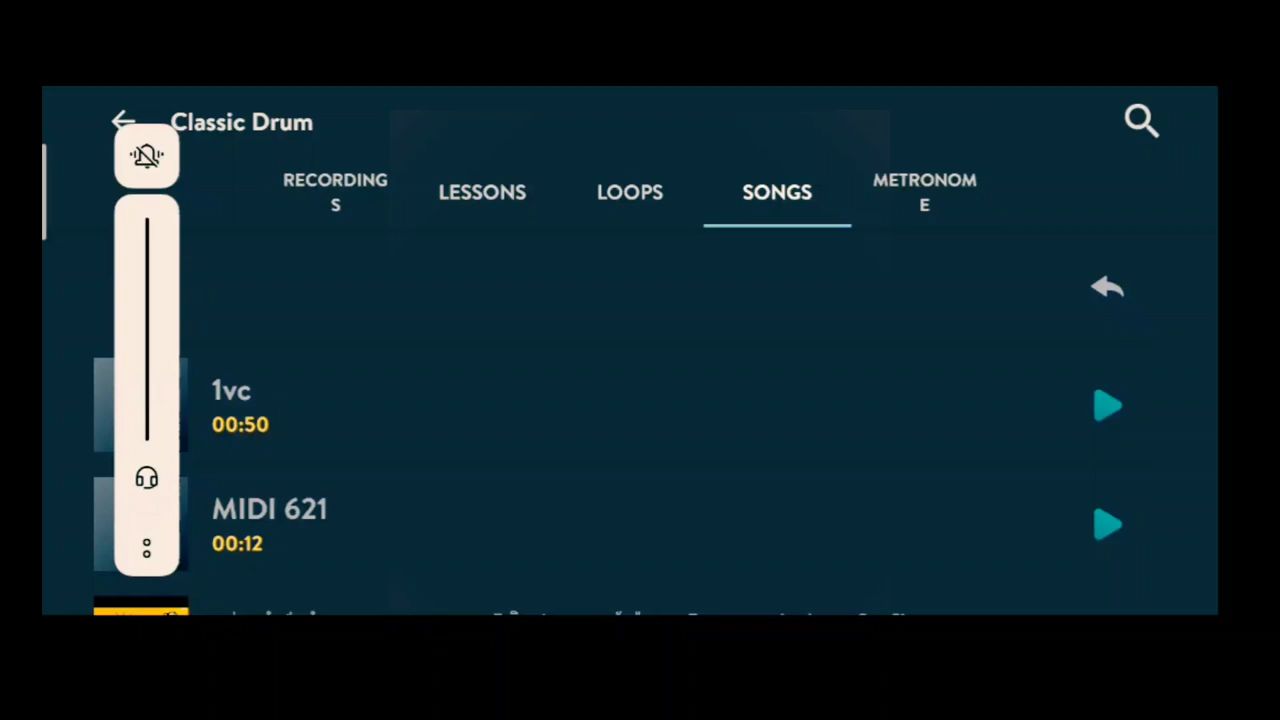 Classic Drum
RECORDING
S
LESSONS
LOOPS
SONGS
METRONOM
E
1vc
00:50
MIDI 621
00:12